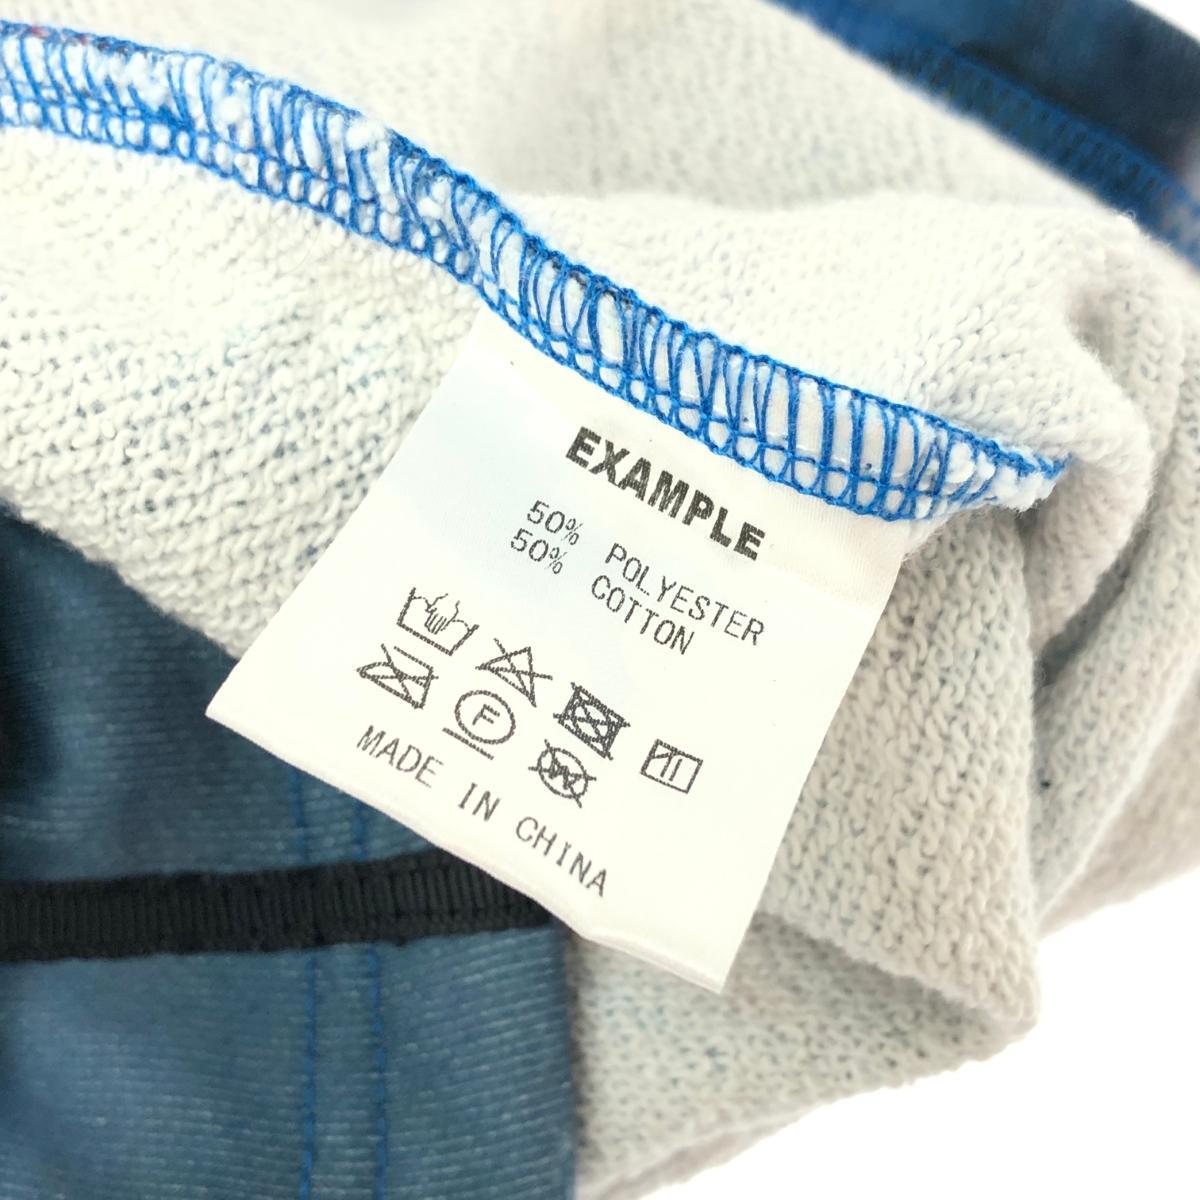 EXAMPLE
50% POLYESTER
50% COTTON
F
W
MADE IN CHINA